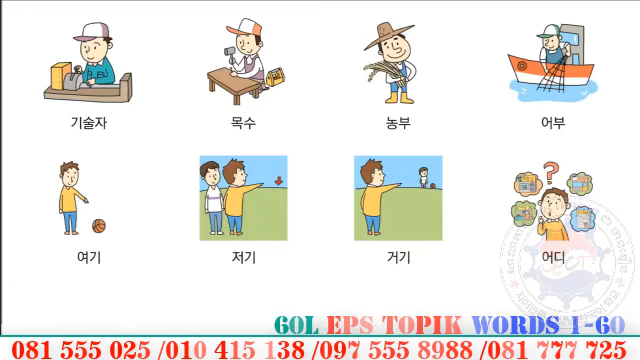 기술자 목수 농부 어부
여기 저기 거기 어디
60L EPS TOPIK WORDS 1-60
081 555 025 /010 415 138 /097 555 8988 /081 777 725